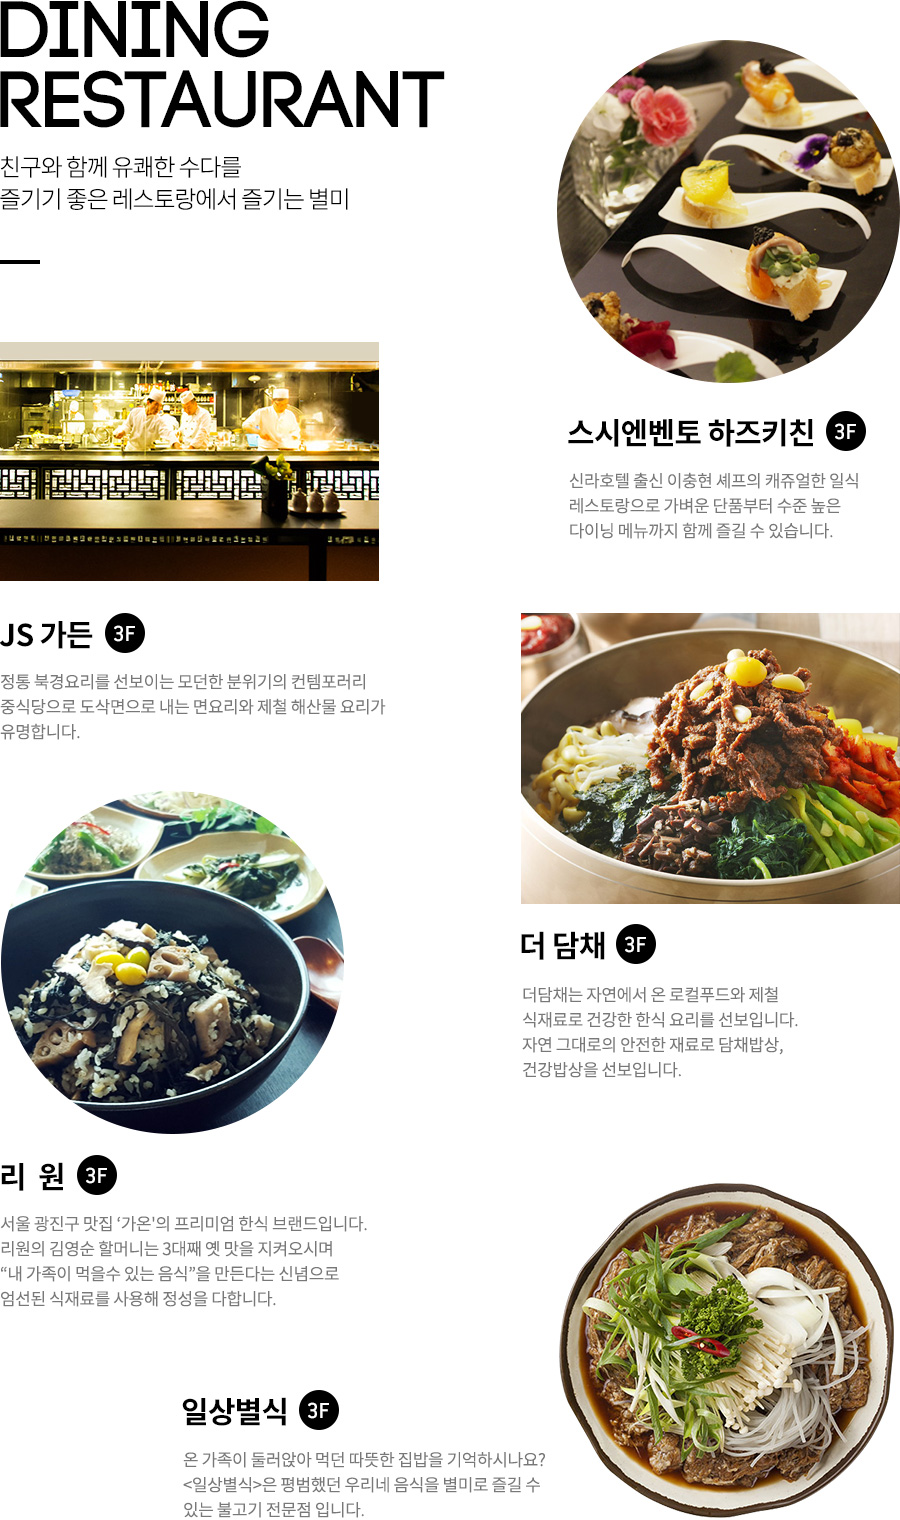 DINING
RESTAURANT
친구와 함께 유쾌한 수다를
즐기기 좋은 레스토랑에서 즐기는 별미
스시엔벤토 하즈키친 3F
신라호텔 출신 이충현 셰프의 캐쥬얼한 일식
레스토랑으로 가벼운 단품부터 수준 높은
다이닝 메뉴까지 함께 즐길 수 있습니다.
JS 가든 3F
정통 북경요리를 선보이는 모던한 분위기의 컨템포러리
중식당으로 도삭면으로 내는 면요리와 제철 해산물 요리가
유명합니다.
더 담채 3F
더담채는 자연에서 온 로컬푸드와 제철
식재료로 건강한 한식 요리를 선보입니다.
자연 그대로의 안전한 재료로 담채밥상,
건강밥상을 선보입니다.
리 원 3F
서울 광진구 맛집 ‘가온'의 프리미엄 한식 브랜드입니다.
리원의 김영순 할머니는 3대째 옛 맛을 지켜오시며
“내 가족이 먹을수 있는 음식”을 만든다는 신념으로
엄선된 식재료를 사용해 정성을 다합니다.
일상별식 3F
온 가족이 둘러앉아 먹던 따뜻한 집밥을 기억하시나요?
<일상별식>은 평범했던 우리네 음식을 별미로 즐길 수
있는 불고기 전문점 입니다.